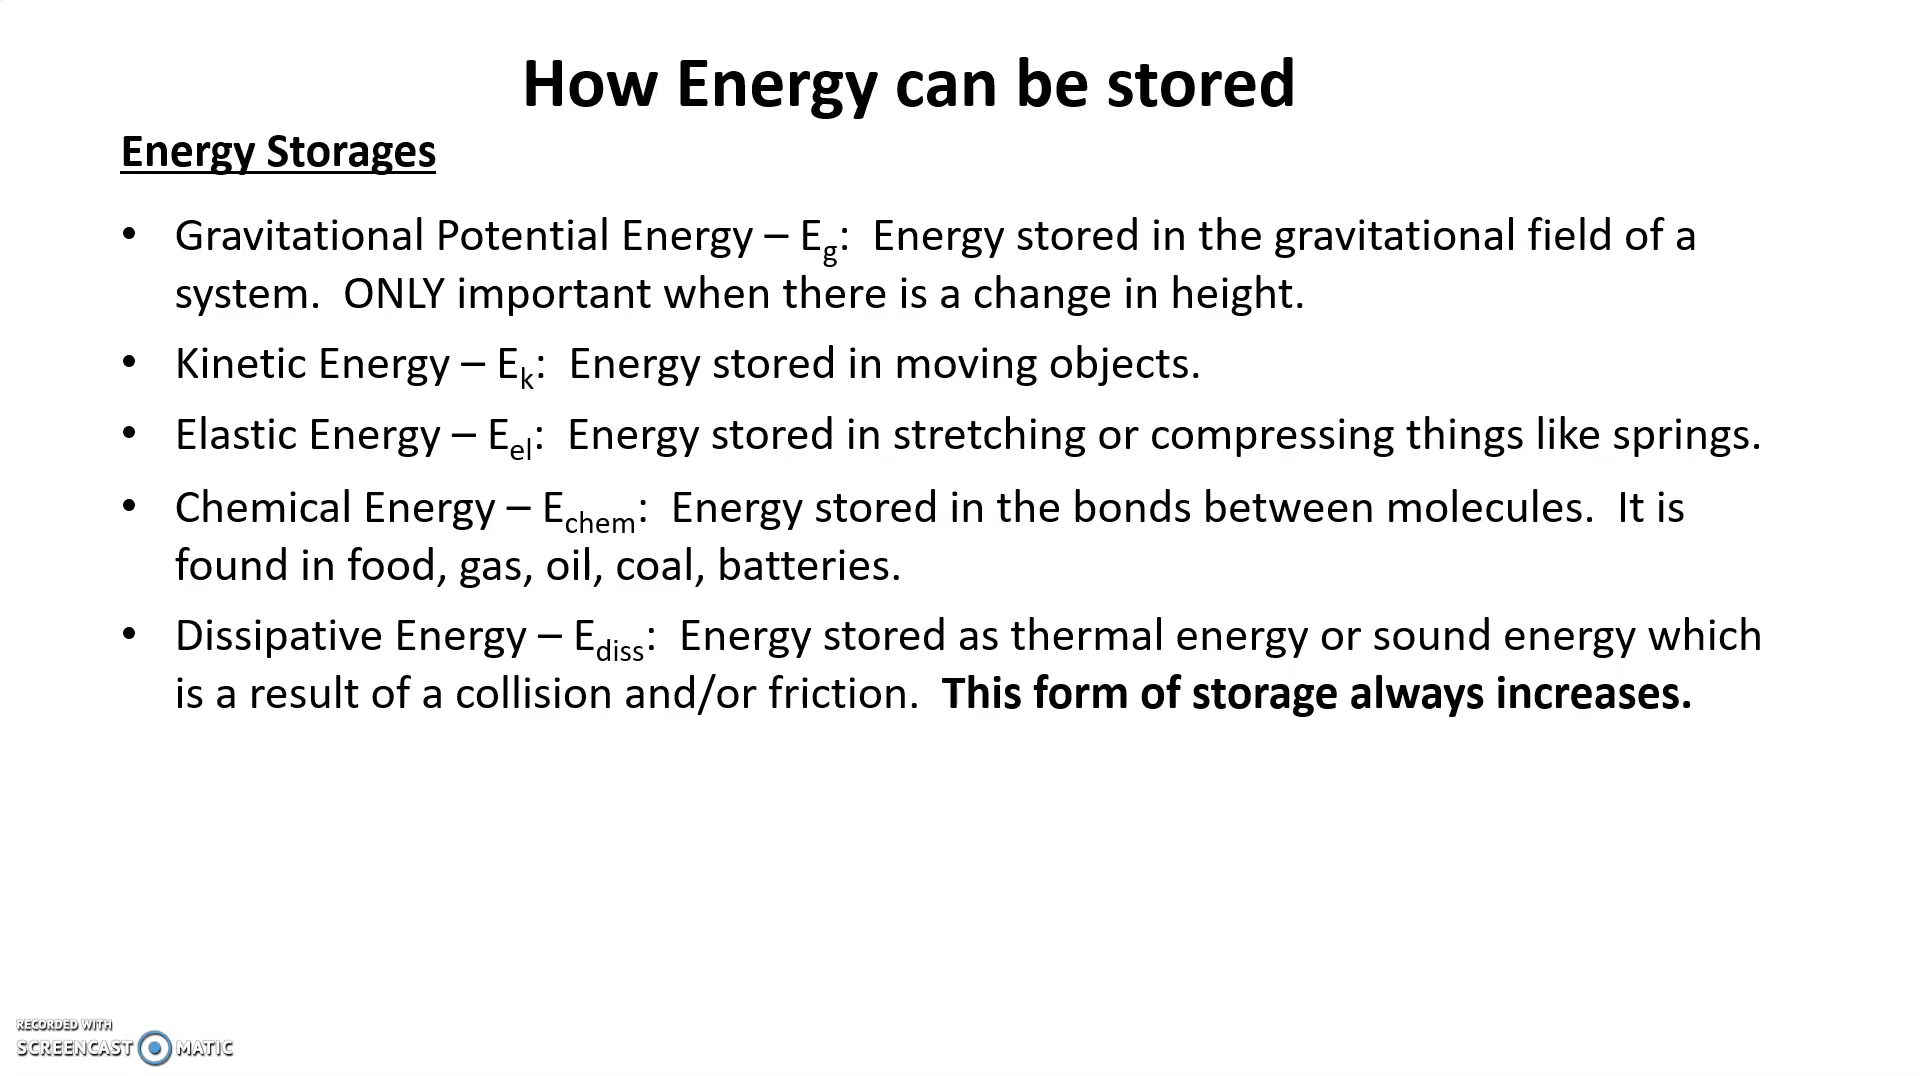 How Energy can be stored
Energy Storages
• Gravitational Potential Energy – Eg:  Energy stored in the gravitational field of a
system.  ONLY important when there is a change in height.
• Kinetic Energy – Ek:  Energy stored in moving objects.
• Elastic Energy – Eel:  Energy stored in stretching or compressing things like springs.
• Chemical Energy – Echem:  Energy stored in the bonds between molecules.  It is
found in food, gas, oil, coal, batteries.
• Dissipative Energy – Ediss:  Energy stored as thermal energy or sound energy which
is a result of a collision and/or friction.  This form of storage always increases.
RECORDED WITH
SCREENCAST MATIC